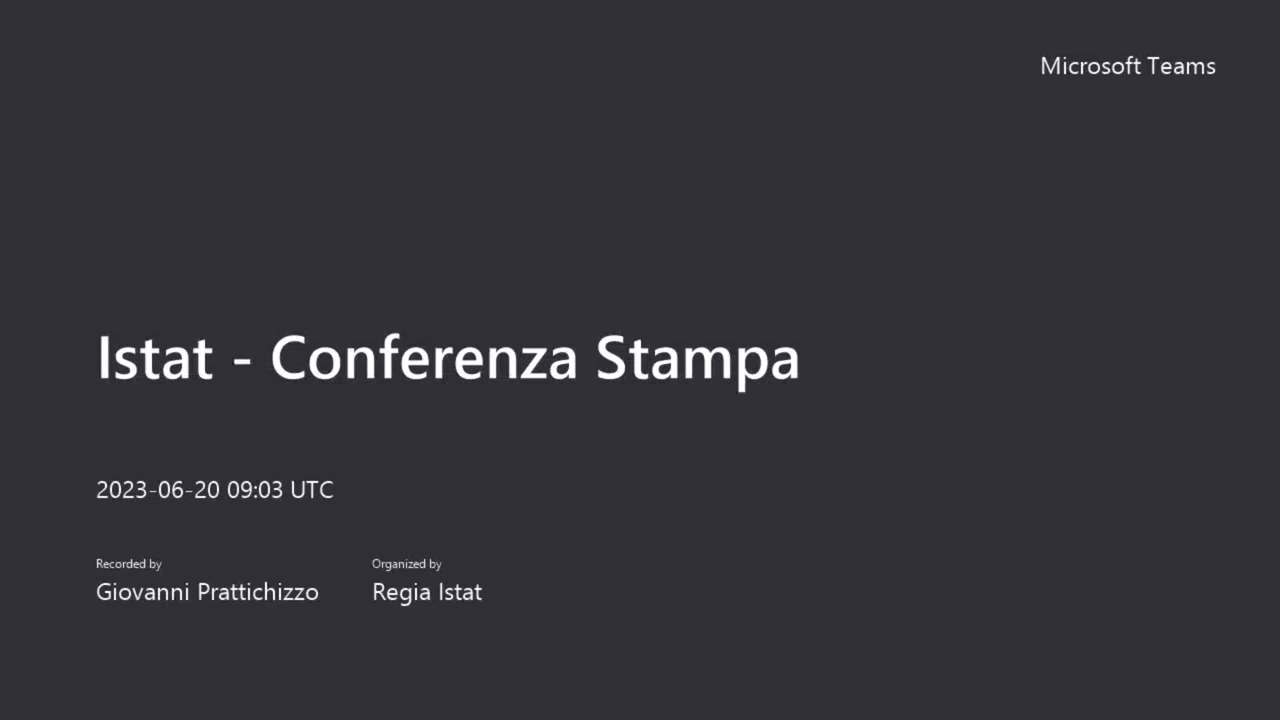 Microsoft Teams
Istat - Conferenza Stampa
2023-06-20 09:03 UTC
Recorded by
Giovanni Prattichizzo
Organized by
Regia Istat